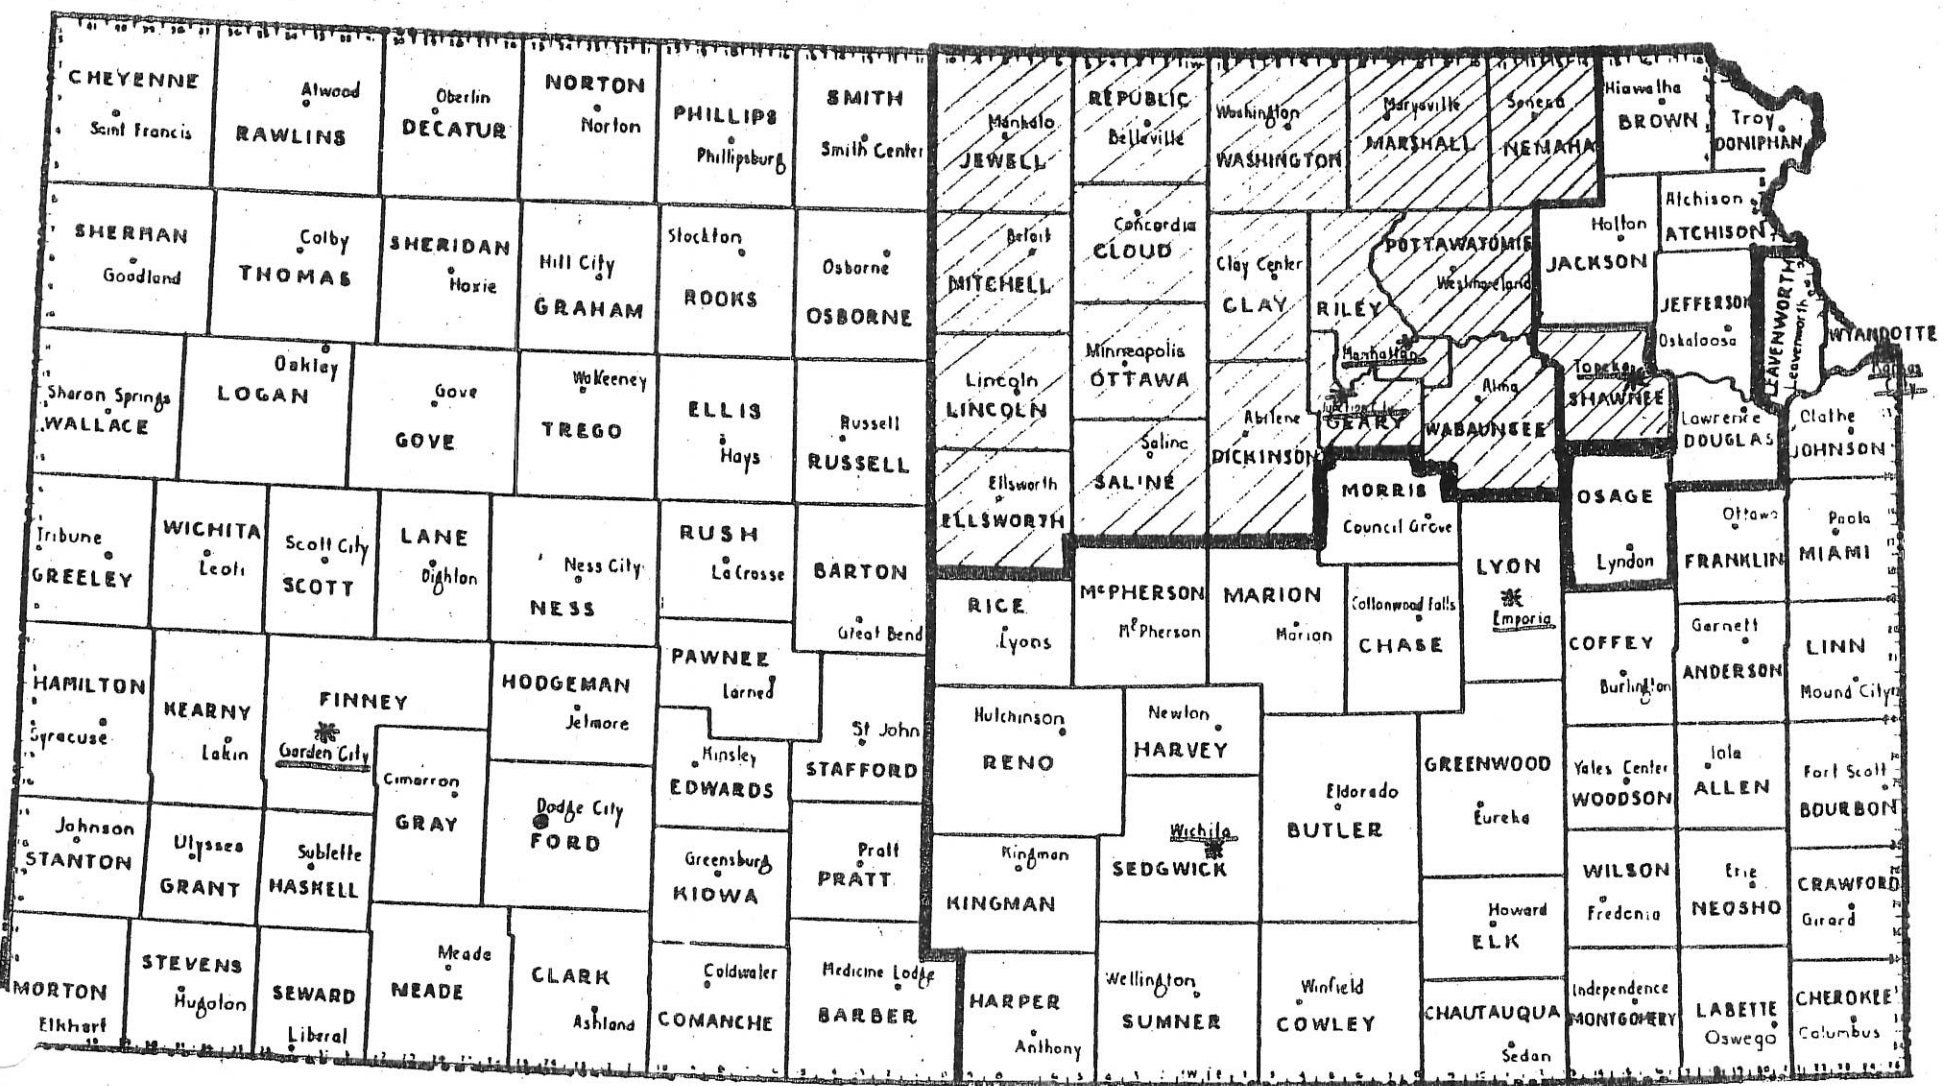 CHEYENNE
Saint Francis
Atwood
RAWLINS
Oberlin
DECATUR
NORTON
Norton
PHILLIPS
Phillipsburg
SMITH
Smith Center
Mankato
JEWELL
REPUBLIC
Belleville
Washington
WASHINGTON
Marysville
MARSHALL
Seneca
NEMAHA
Hiawatha
BROWN
Troy
DONIPHAN
SHERMAN
Goodland
Colby
THOMAS
SHERIDAN
Hoxie
Hill City
GRAHAM
Stockton
ROOKS
Osborne
OSBORNE
Beloit
MITCHELL
Concordia
CLOUD
Clay Center
CLAY
RILEY
Manhattan
POTTAWATOMIE
Westmoreland
Holton
JACKSON
Atchison
ATCHISON
JEFFERSON
Oskaloosa
LEAVENWORTH
Leavenworth
WYANDOTTE
Kansas
City
Sharon Springs
WALLACE
Oakley
LOGAN
Gove
GOVE
WaKeeney
TREGO
ELLIS
Hays
Russell
RUSSELL
Lincoln
LINCOLN
Minneapolis
OTTAWA
Abilene
DICKINSON
GEARY
Alma
WABAUNSEE
Topeka
SHAWNEE
Lawrence
DOUGLAS
Olathe
JOHNSON
Ellsworth
ELLSWORTH
Salina
SALINE
MORRIS
Council Grove
OSAGE
Lyndon
Ottawa
FRANKLIN
Paola
MIAMI
Tribune
GREELEY
WICHITA
Leoti
Scott City
SCOTT
LANE
Dighton
Ness City
NESS
RUSH
LaCrosse
BARTON
Great Bend
RICE
Lyons
McPHERSON
McPherson
MARION
Marion
Cottonwood Falls
CHASE
LYON
Emporia
COFFEY
Burlington
Garnett
ANDERSON
LINN
Mound City
HAMILTON
Syracuse
KEARNY
Lakin
FINNEY
Garden City
HODGEMAN
Jetmore
PAWNEE
Larned
Kinsley
EDWARDS
St John
STAFFORD
Hutchinson
RENO
Newton
HARVEY
Eldorado
BUTLER
GREENWOOD
Eureka
Yates Center
WOODSON
Iola
ALLEN
Fort Scott
BOURBON
Johnson
STANTON
Ulysses
GRANT
Sublette
HASKELL
Cimarron
GRAY
Dodge City
FORD
Greensburg
KIOWA
Pratt
PRATT
Kingman
KINGMAN
Wichita
SEDGWICK
WILSON
Fredonia
Erie
NEOSHO
CRAWFORD
Girard
MORTON
Elkhart
STEVENS
Hugoton
SEWARD
Liberal
Meade
MEADE
CLARK
Ashland
Coldwater
COMANCHE
Medicine Lodge
BARBER
HARPER
Anthony
Wellington
SUMNER
Winfield
COWLEY
Howard
ELK
CHAUTAUQUA
Sedan
Independence
MONTGOMERY
LABETTE
Oswego
CHEROKEE
Columbus